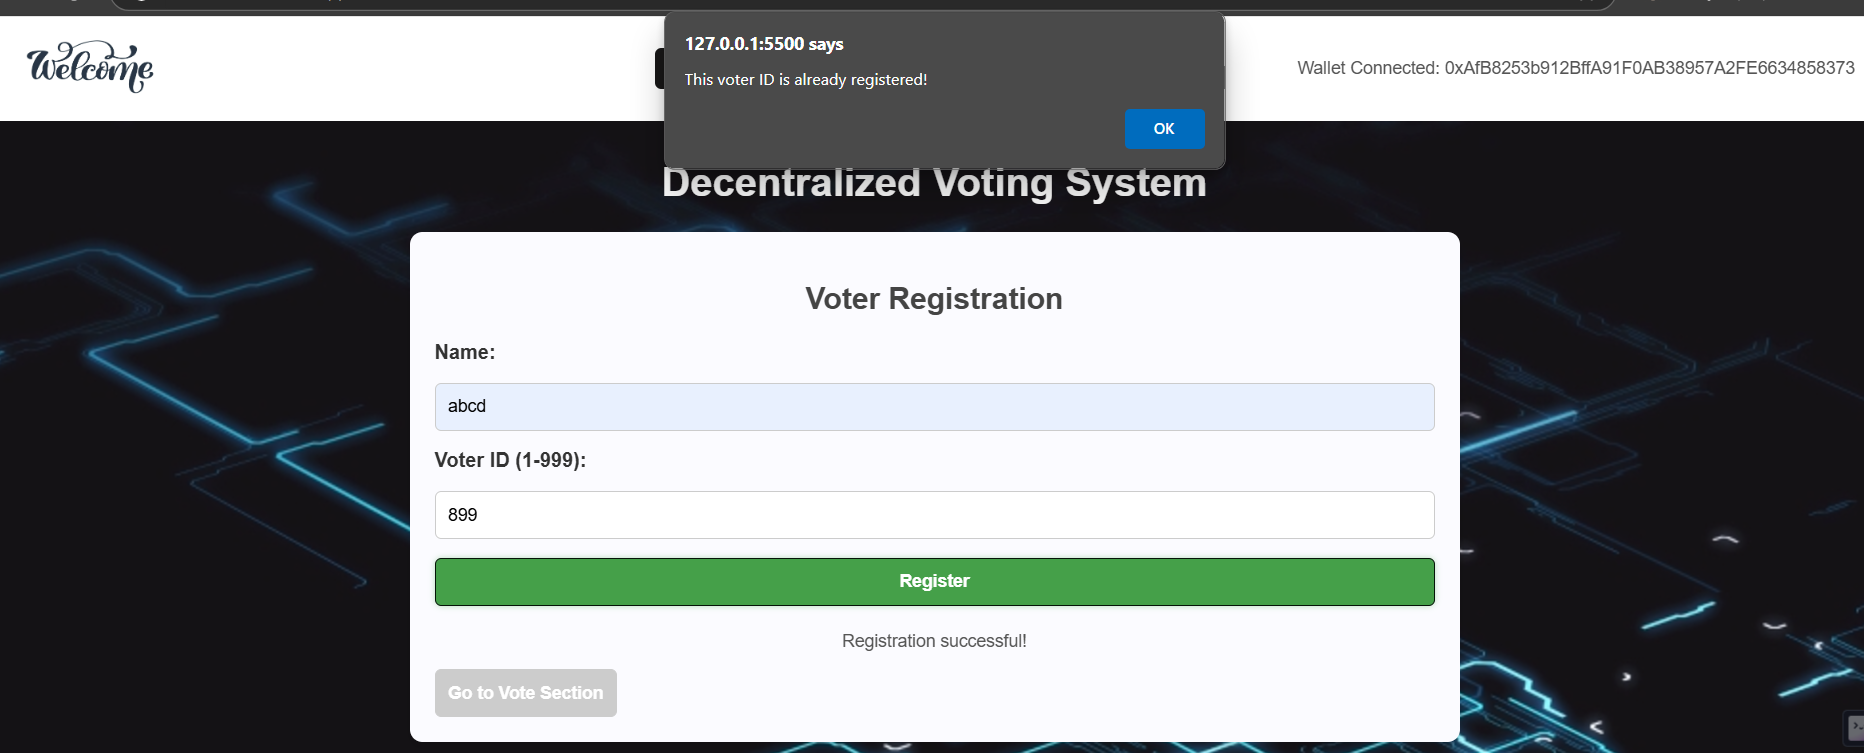 Welcome
127.0.0.1:5500 says
This voter ID is already registered!
OK
Wallet Connected: 0xAfB8253b912BffA91F0AB38957A2FE6634858373
Decentralized Voting System
Voter Registration
Name:
abcd
Voter ID (1-999):
899
Register
Registration successful!
Go to Vote Section